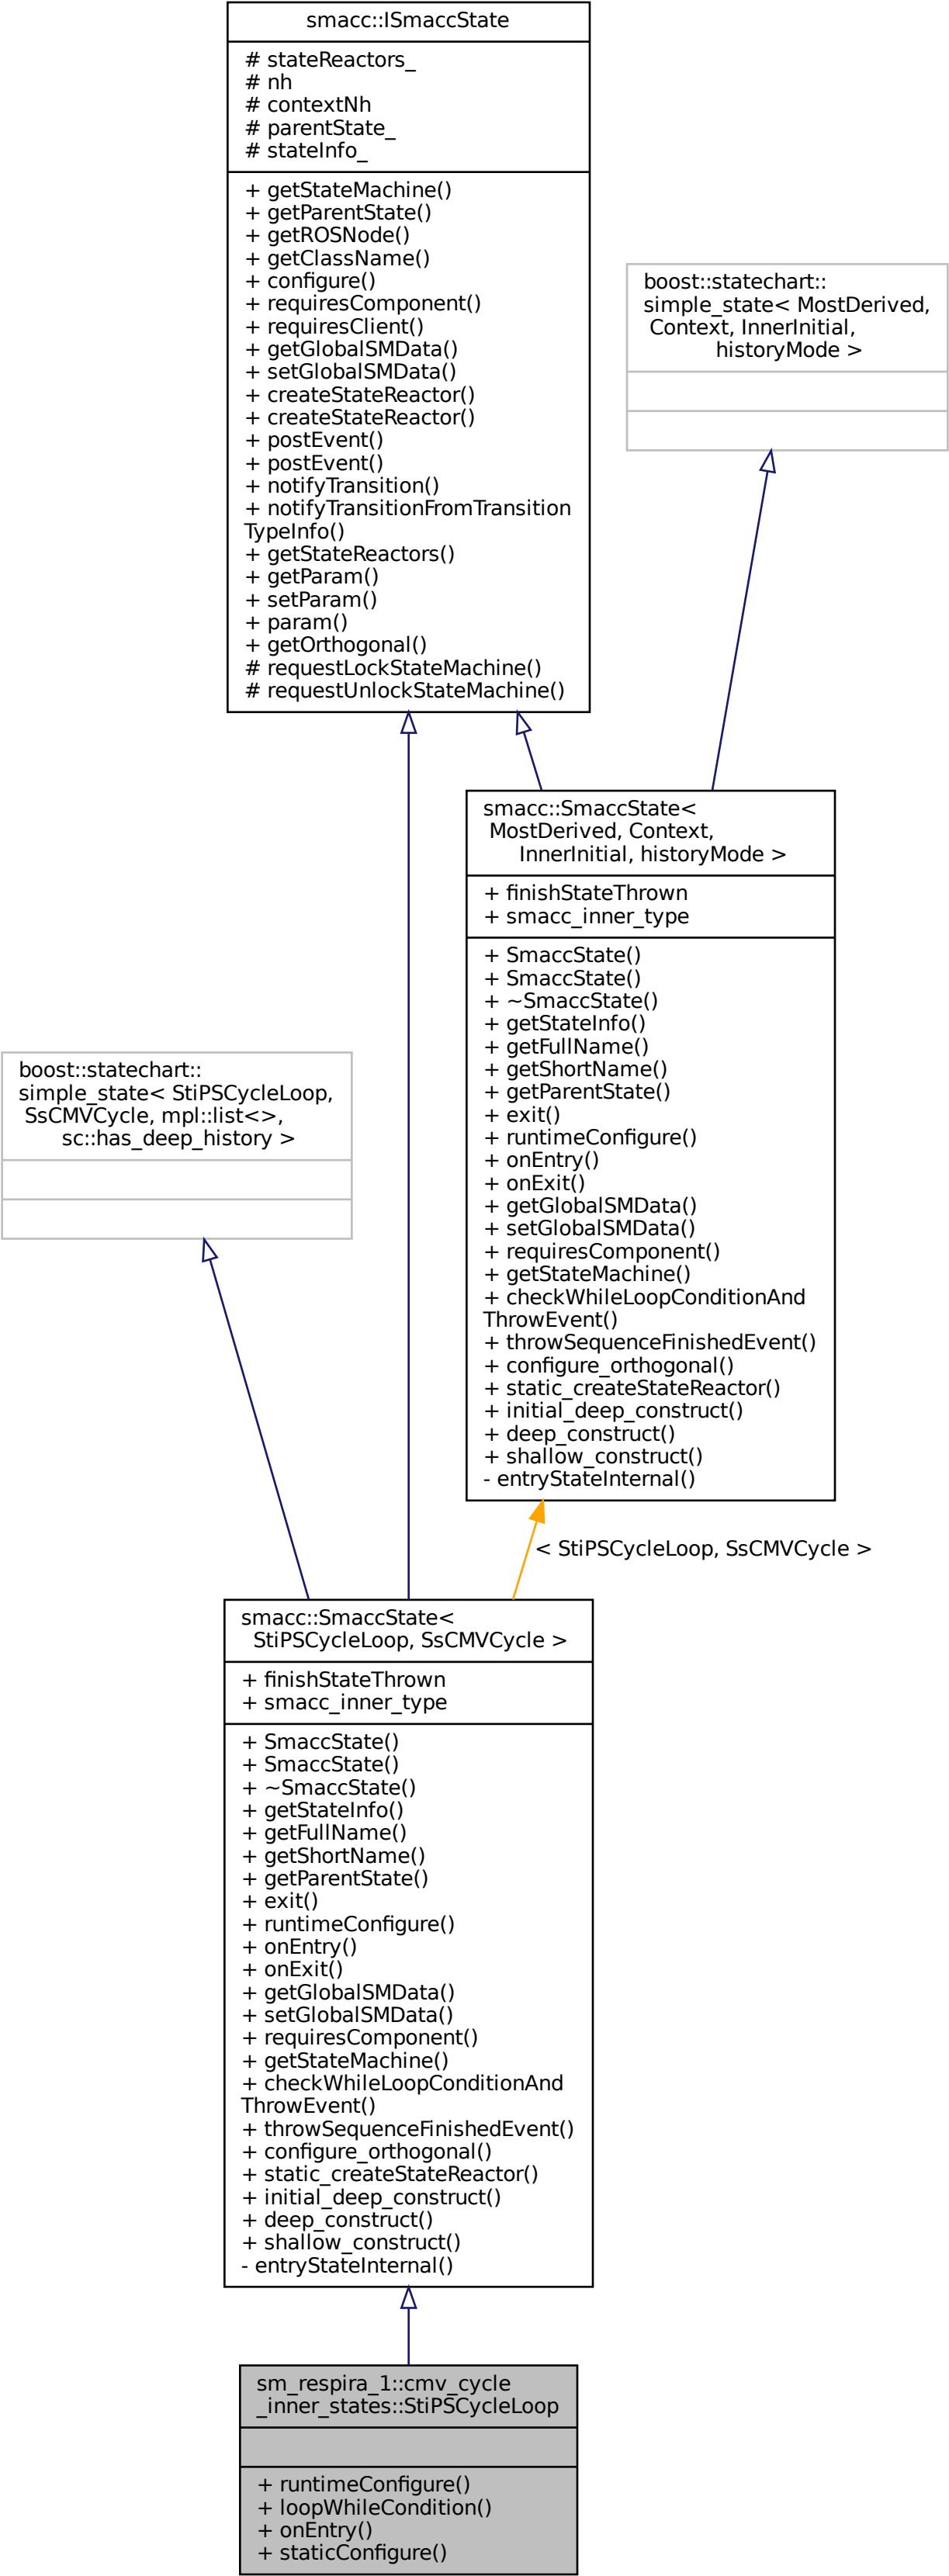 smacc::ISmaccState
# stateReactors_
# nh
# contextNh
# parentState_
# stateInfo_
+ getStateMachine()
+ getParentState()
+ getROSNode()
+ getClassName()
+ configure()
+ requiresComponent()
+ requiresClient()
+ getGlobalSMData()
+ setGlobalSMData()
+ createStateReactor()
+ createStateReactor()
+ postEvent()
+ postEvent()
+ notifyTransition()
+ notifyTransitionFromTransition
TypeInfo()
+ getStateReactors()
+ getParam()
+ setParam()
+ param()
+ getOrthogonal()
# requestLockStateMachine()
# requestUnlockStateMachine()
boost::statechart::
simple_state< MostDerived,
Context, InnerInitial,
historyMode >
smacc::SmaccState<
MostDerived, Context,
InnerInitial, historyMode >
+ finishStateThrown
+ smacc_inner_type
+ SmaccState()
+ SmaccState()
+ ~SmaccState()
+ getStateInfo()
+ getFullName()
+ getShortName()
+ getParentState()
+ exit()
+ runtimeConfigure()
+ onEntry()
+ onExit()
+ getGlobalSMData()
+ setGlobalSMData()
+ requiresComponent()
+ getStateMachine()
+ checkWhileLoopConditionAnd
ThrowEvent()
+ throwSequenceFinishedEvent()
+ configure_orthogonal()
+ static_createStateReactor()
+ initial_deep_construct()
+ deep_construct()
+ shallow_construct()
- entryStateInternal()
boost::statechart::
simple_state< StiPSCycleLoop,
SsCMVCycle, mpl::list<>,
sc::has_deep_history >
< StiPSCycleLoop, SsCMVCycle >
smacc::SmaccState<
StiPSCycleLoop, SsCMVCycle >
+ finishStateThrown
+ smacc_inner_type
+ SmaccState()
+ SmaccState()
+ ~SmaccState()
+ getStateInfo()
+ getFullName()
+ getShortName()
+ getParentState()
+ exit()
+ runtimeConfigure()
+ onEntry()
+ onExit()
+ getGlobalSMData()
+ setGlobalSMData()
+ requiresComponent()
+ getStateMachine()
+ checkWhileLoopConditionAnd
ThrowEvent()
+ throwSequenceFinishedEvent()
+ configure_orthogonal()
+ static_createStateReactor()
+ initial_deep_construct()
+ deep_construct()
+ shallow_construct()
- entryStateInternal()
sm_respira_1::cmv_cycle
_inner_states::StiPSCycleLoop
+ runtimeConfigure()
+ loopWhileCondition()
+ onEntry()
+ staticConfigure()